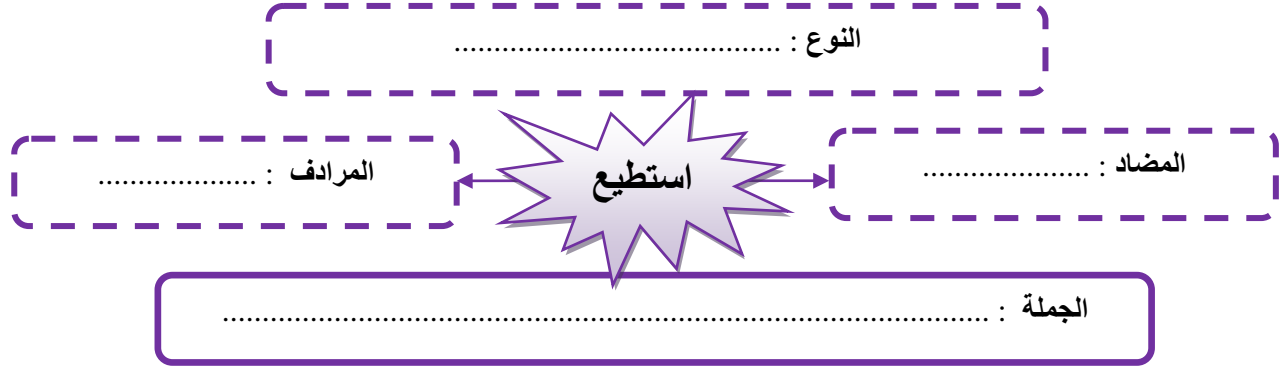 النوع : .........................................
المضاد : .....................
استطيع
المرادف : ....................
الجملة : ...............................................................................................